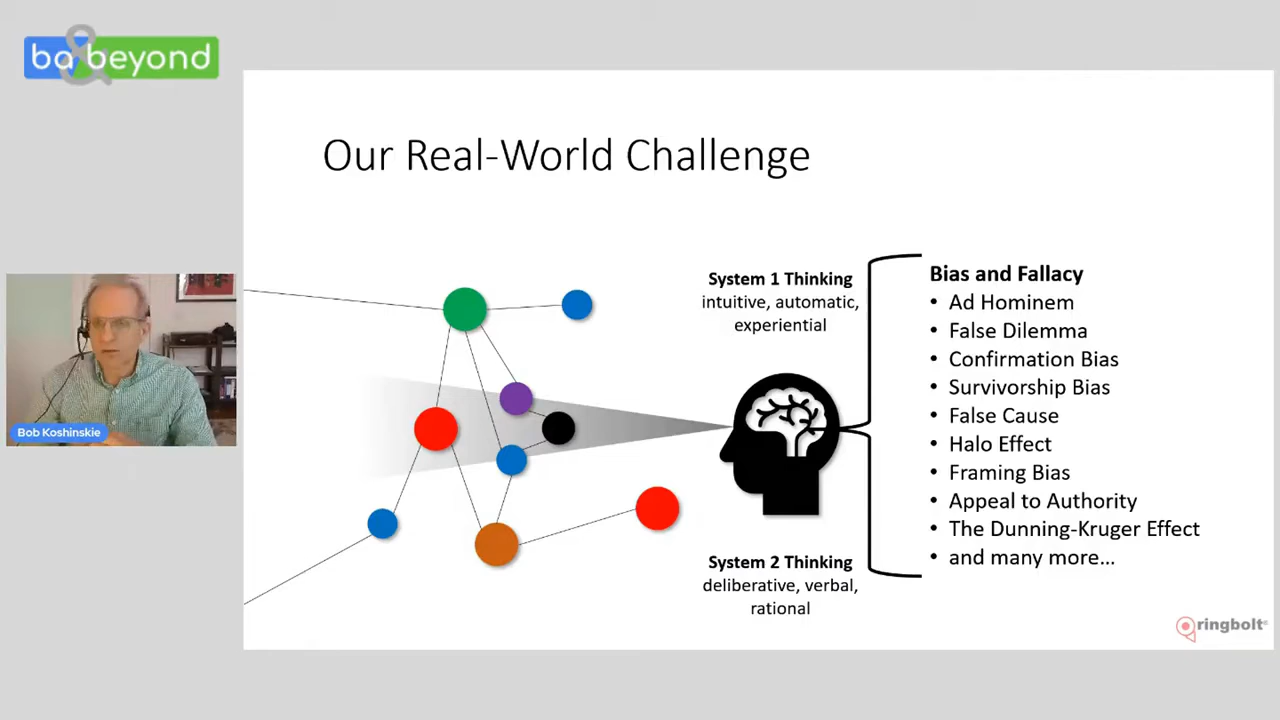 ba&beyond
Our Real-World Challenge
System 1 Thinking
intuitive, automatic,
experiential
System 2 Thinking
deliberative, verbal,
rational
Bias and Fallacy
• Ad Hominem
• False Dilemma
• Confirmation Bias
• Survivorship Bias
• False Cause
• Halo Effect
• Framing Bias
• Appeal to Authority
• The Dunning-Kruger Effect
• and many more...
Bob Koshinskie
ringbolt®